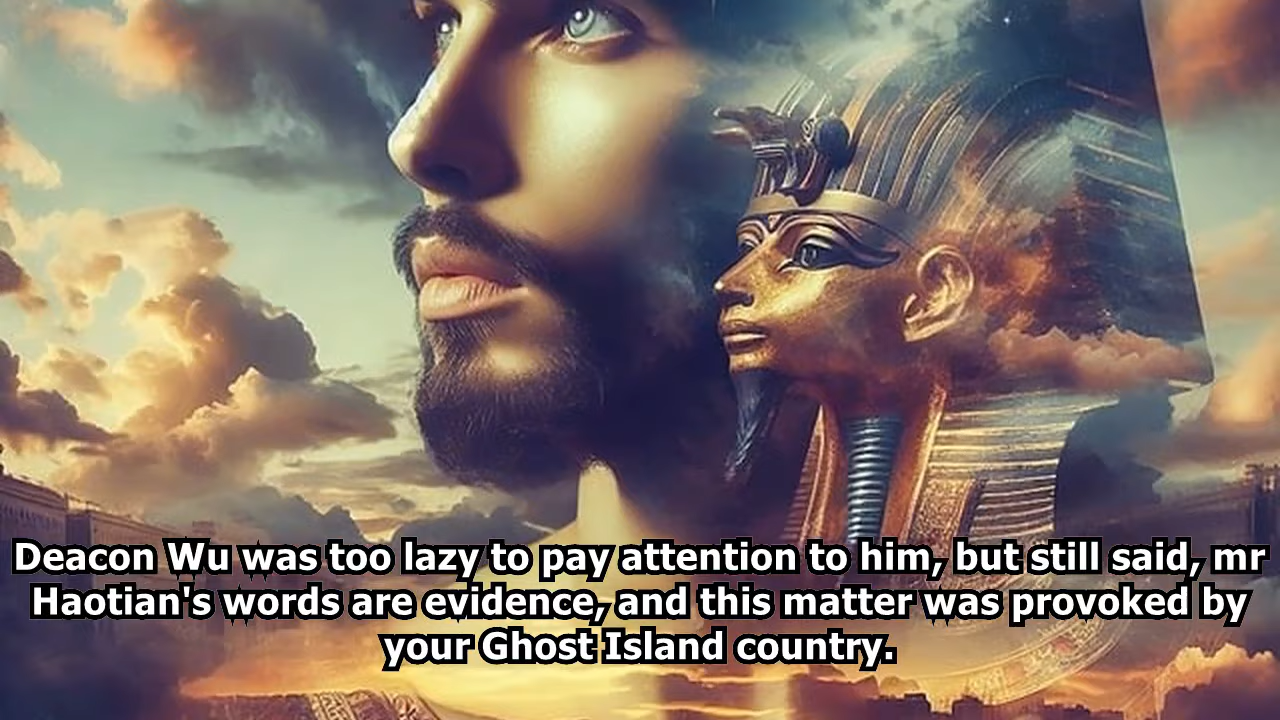 Deacon Wu was too lazy to pay attention to him, but still said, mr
Haotian's words are evidence, and this matter was provoked by
your Ghost Island country.